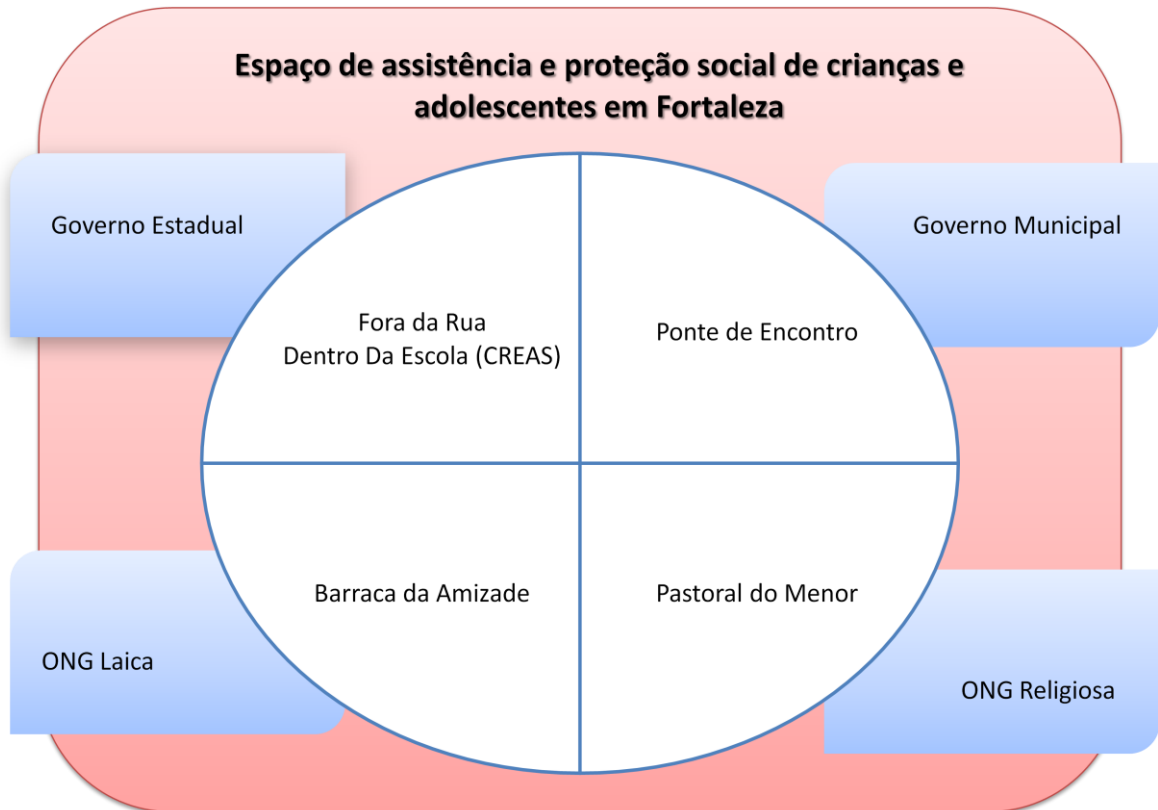 Espaço de assistência e proteção social de crianças e
adolescentes em Fortaleza
Governo Estadual
Governo Municipal
Fora da Rua
Dentro Da Escola (CREAS)
Ponte de Encontro
Barraca da Amizade
Pastoral do Menor
ONG Laica
ONG Religiosa